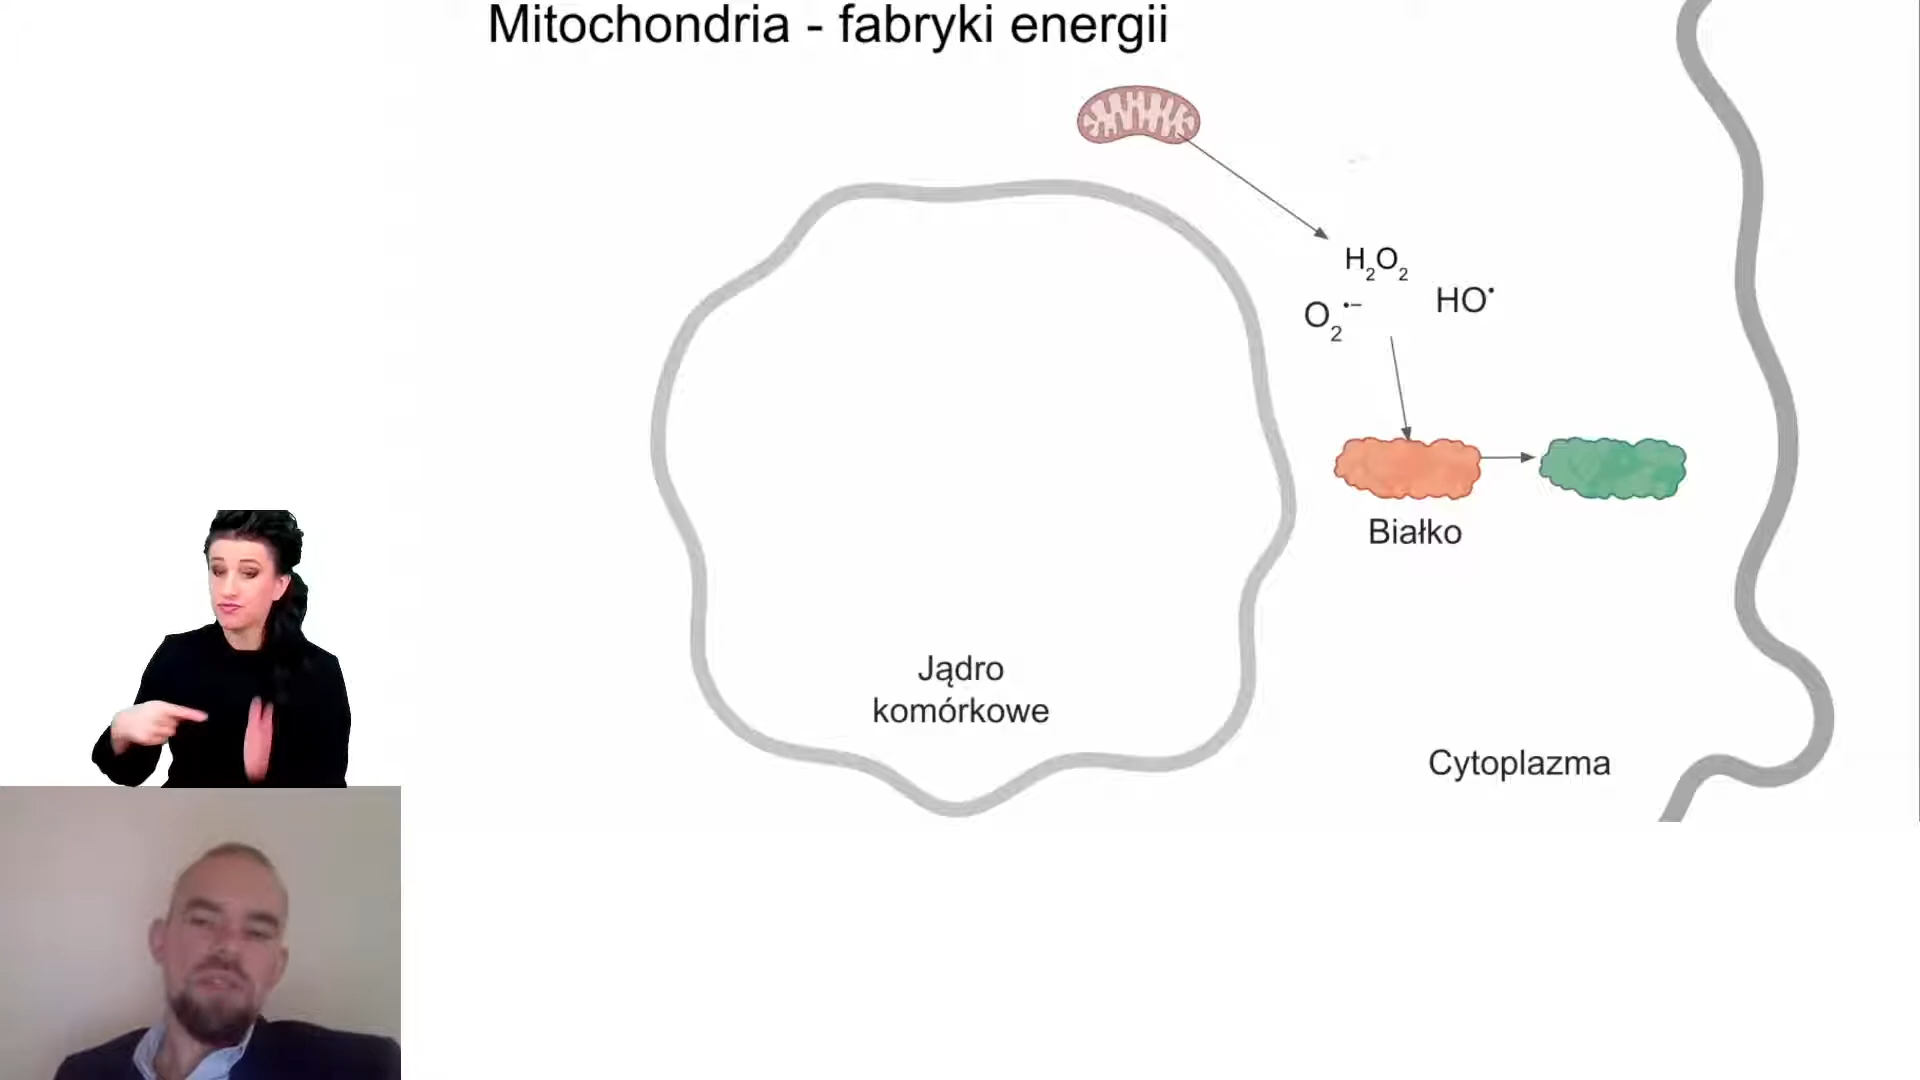 Mitochondria - fabryki energii
H₂O₂
O₂•− HO•
Białko
Jądro
komórkowe
Cytoplazma